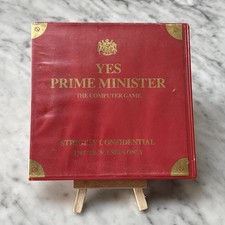 YES
PRIME MINISTER
THE COMPUTER GAME
STRICTLY CONFIDENTIAL